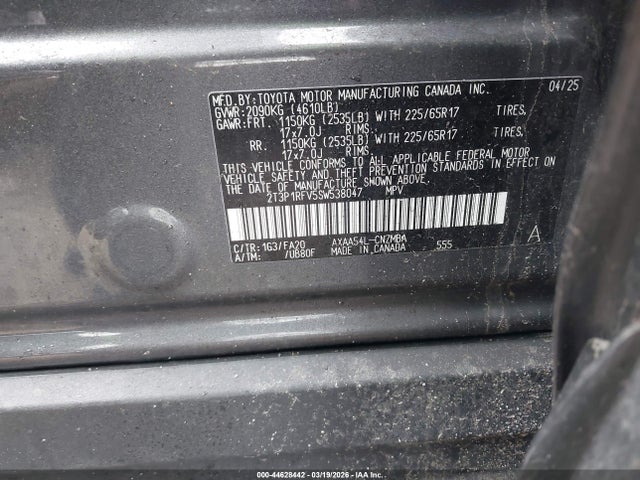 MFD.BY:TOYOTA MOTOR MANUFACTURING CANADA INC. 04/25
GVWR:2090KG (4610LB)
GAWR:FRT. 1150KG (2535LB) WITH 225/65R17 TIRES.
17x7.0J RIMS.
RR. 1150KG (2535LB) WITH 225/65R17 TIRES.
17x7.0J RIMS.
THIS VEHICLE CONFORMS TO ALL APPLICABLE FEDERAL MOTOR
VEHICLE SAFETY AND THEFT PREVENTION STANDARDS IN EFFECT ON
THE DATE OF MANUFACTURE SHOWN ABOVE.
2T3P1RFV5SW538047 MPV
C/TR:1G3/FA20 AXAA54L-CNZMBA 555 A
A/TM: /UB80F MADE IN CANADA
000-44628442 - 03/19/2026 - IAAI.COM